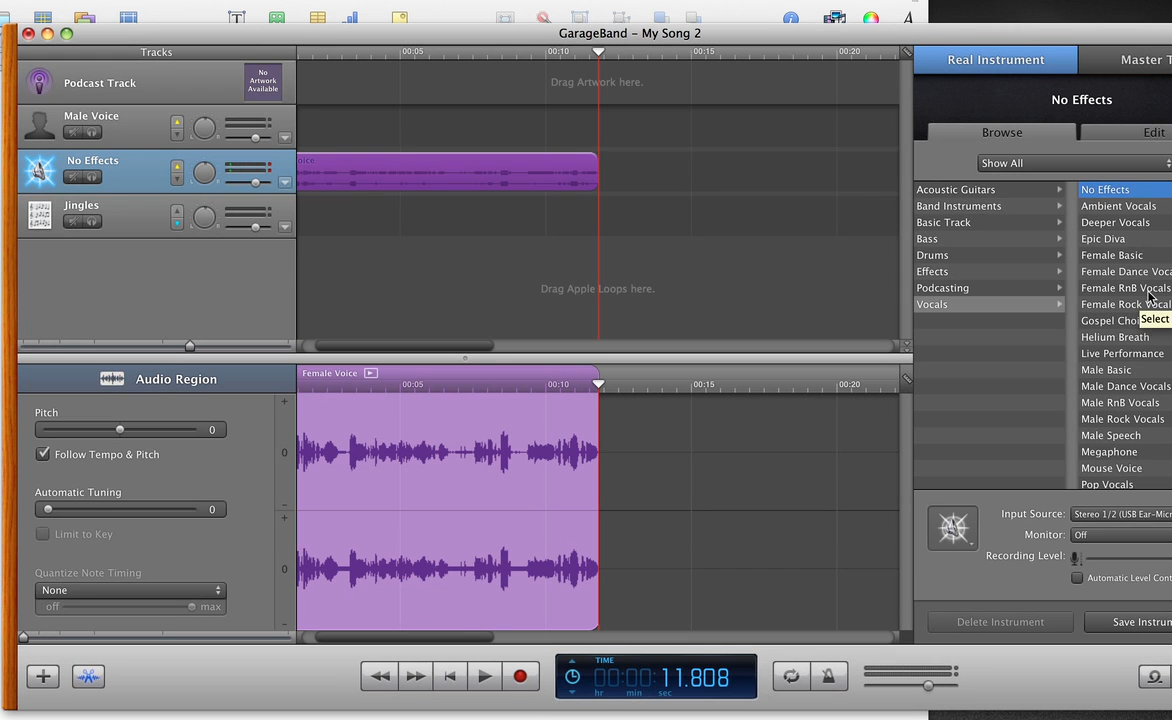 GarageBand – My Song 2
Tracks
00:05
00:10
00:15
00:20
Real Instrument
Master T
Podcast Track
No
Artwork
Available
Drag Artwork here.
No Effects
Male Voice
Browse
Edit
No Effects
oice
Show All
Jingles
Acoustic Guitars
Band Instruments
Basic Track
Bass
Drums
Effects
Podcasting
Vocals
No Effects
Ambient Vocals
Deeper Vocals
Epic Diva
Female Basic
Female Dance Voca
Female RnB Vocals
Female Rock Vocal
Gospel Choi
Select
Helium Breath
Live Performance
Male Basic
Male Dance Vocals
Male RnB Vocals
Male Rock Vocals
Male Speech
Megaphone
Mouse Voice
Pop Vocals
Drag Apple Loops here.
Audio Region
Female Voice
00:05
00:10
00:15
00:20
Pitch
0
Follow Tempo & Pitch
Automatic Tuning
0
Limit to Key
Quantize Note Timing
None
off
max
+
0
–
+
0
–
Input Source:
Stereo 1/2 (USB Ear-Micr
Monitor:
Off
Recording Level:
Automatic Level Cont
Delete Instrument
Save Instrum
TIME
00:00:11.808
hr
min
sec